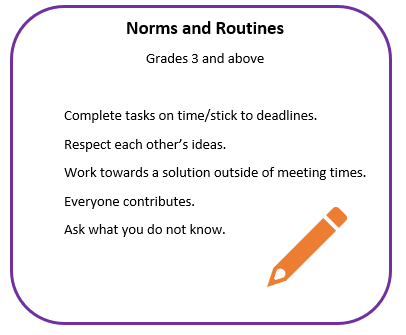 Norms and Routines
Grades 3 and above
Complete tasks on time/stick to deadlines.
Respect each other’s ideas.
Work towards a solution outside of meeting times.
Everyone contributes.
Ask what you do not know.